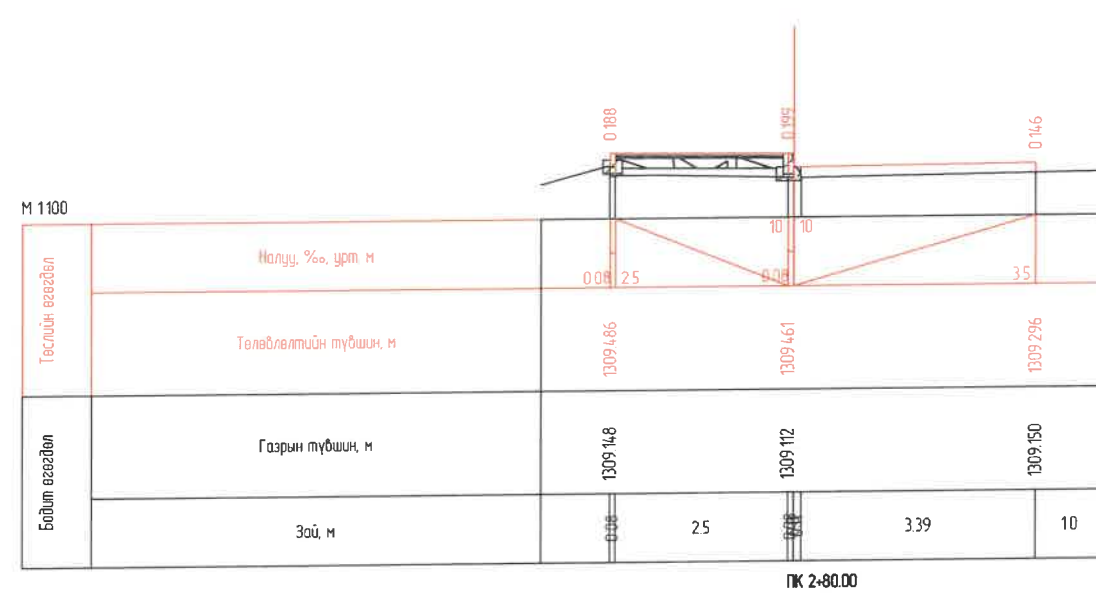 0.188
0.199
0.146
М 1:100
Төслийн өгөгдөл
Налуу, ‰, урт. м
0.08 2.5 10 0.08 10 3.5
Төлөвлөлтийн түвшин, м
1309.486 1309.461 1309.296
Бодит өгөгдөл
Газрын түвшин, м
1309.148 1309.112 1309.150
Зай, м
0.08 2.5 3.39 10
ПК 2+80.00